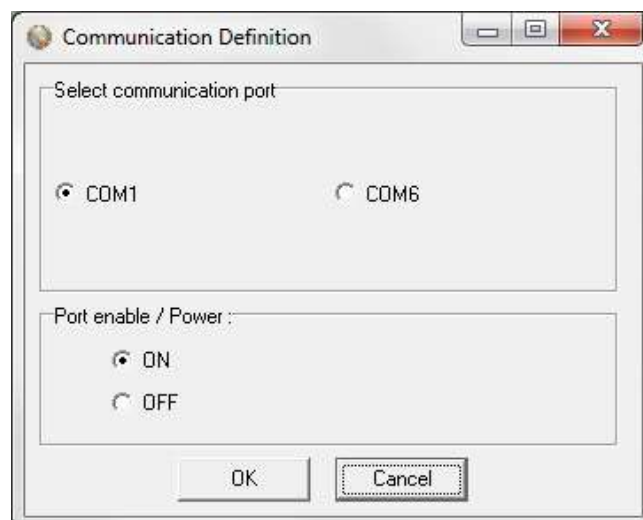 Communication Definition
Select communication port
COM1 COM6
Port enable / Power :
ON
OFF
OK Cancel